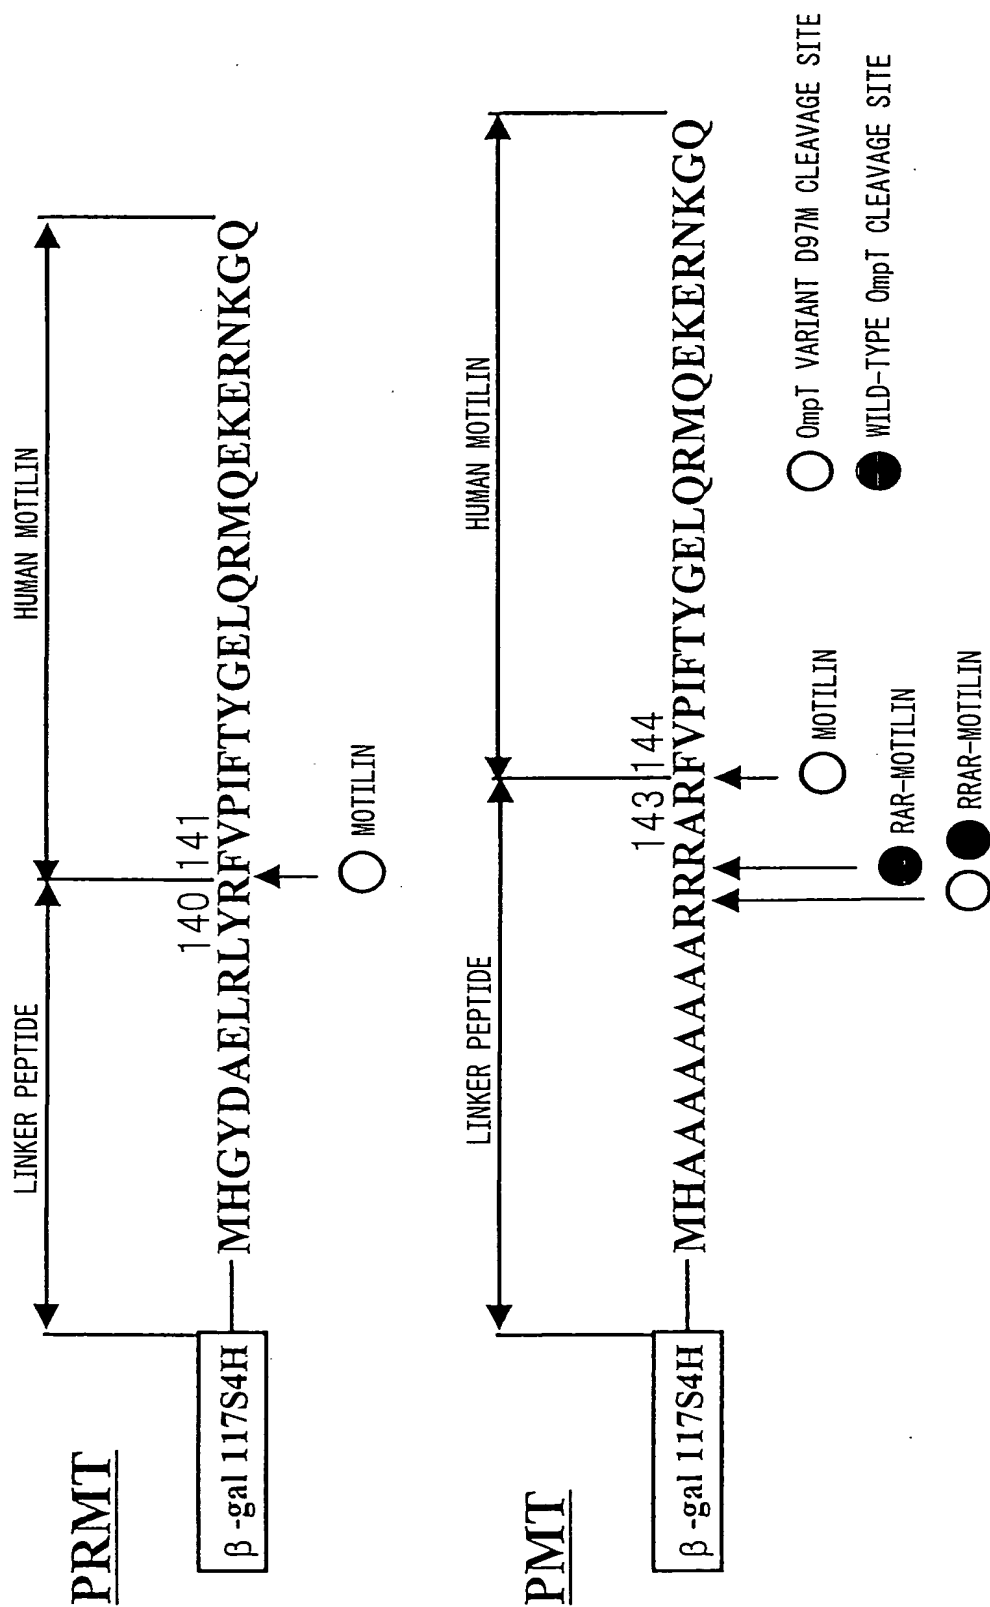 PRMT
β-gal 117S4H
LINKER PEPTIDE
HUMAN MOTILIN
140 141
MHGYDAELRLYRFVPIFTYGELQRMQEKERNKGQ
MOTILIN
PMT
β-gal 117S4H
LINKER PEPTIDE
HUMAN MOTILIN
143 144
MHAAAAAAAAARRARFVPIFTYGELQRMQEKERNKGQ
MOTILIN
RAR-MOTILIN
RRAR-MOTILIN
OmpT VARIANT D97M CLEAVAGE SITE
WILD-TYPE OmpT CLEAVAGE SITE